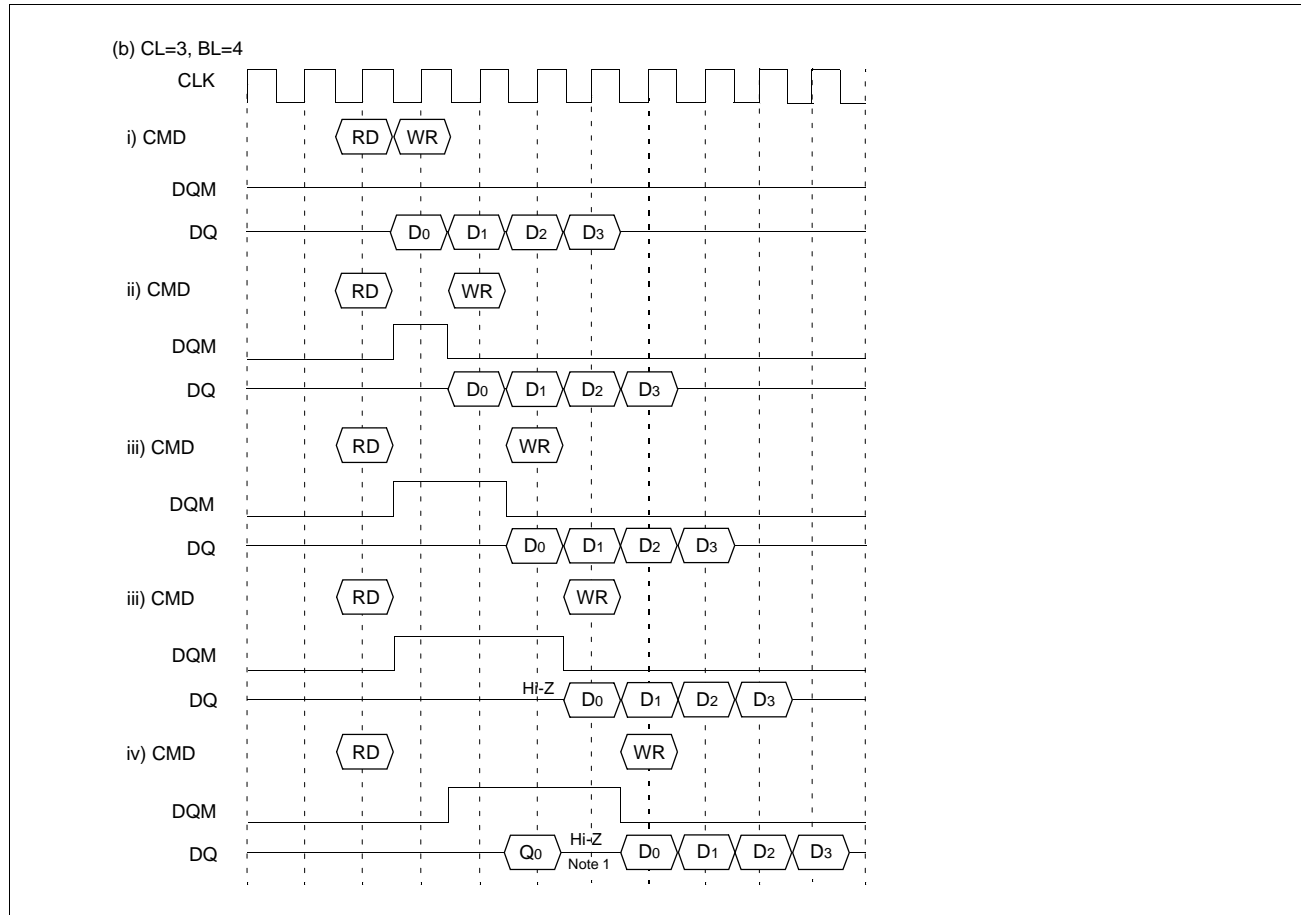 (b) CL=3, BL=4
CLK
i) CMD RD WR
DQM
DQ D0 D1 D2 D3
ii) CMD RD WR
DQM
DQ D0 D1 D2 D3
iii) CMD RD WR
DQM
DQ D0 D1 D2 D3
iii) CMD RD WR
DQM
DQ Hi-Z D0 D1 D2 D3
iv) CMD RD WR
DQM
DQ Q0 Hi-Z D0 D1 D2 D3
Note 1